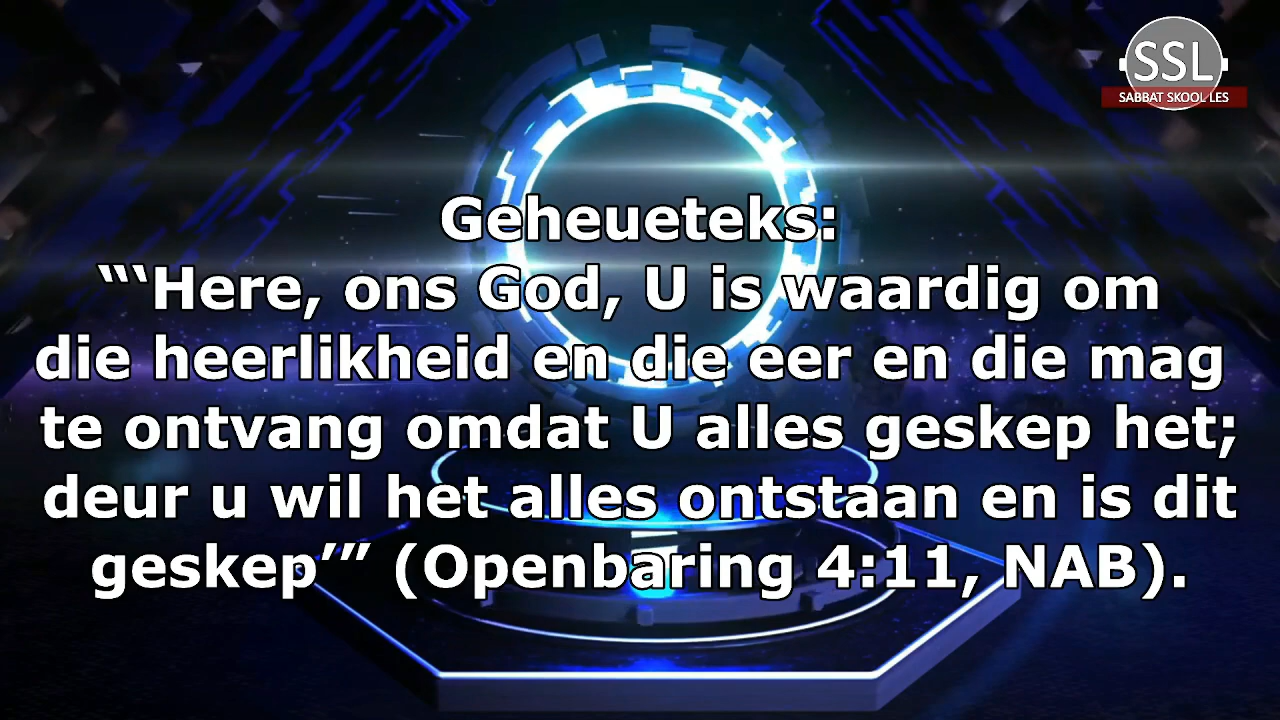 SSL
SABBAT SKOOL LES
Geheueteks:
“‘Here, ons God, U is waardig om
die heerlikheid en die eer en die mag
te ontvang omdat U alles geskep het;
deur u wil het alles ontstaan en is dit
geskep’” (Openbaring 4:11, NAB).